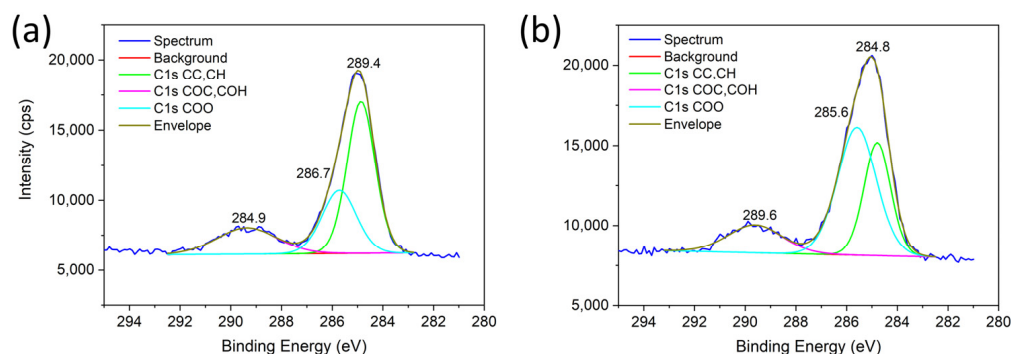 (a)
Spectrum
Background
C1s CC,CH
C1s COC,COH
C1s COO
Envelope
289.4
286.7
284.9
20,000
15,000
10,000
5,000
Intensity (cps)
294 292 290 288 286 284 282 280
Binding Energy (eV)
(b)
Spectrum
Background
C1s CC,CH
C1s COC,COH
C1s COO
Envelope
284.8
285.6
289.6
20,000
15,000
10,000
5,000
294 292 290 288 286 284 282 280
Binding Energy (eV)